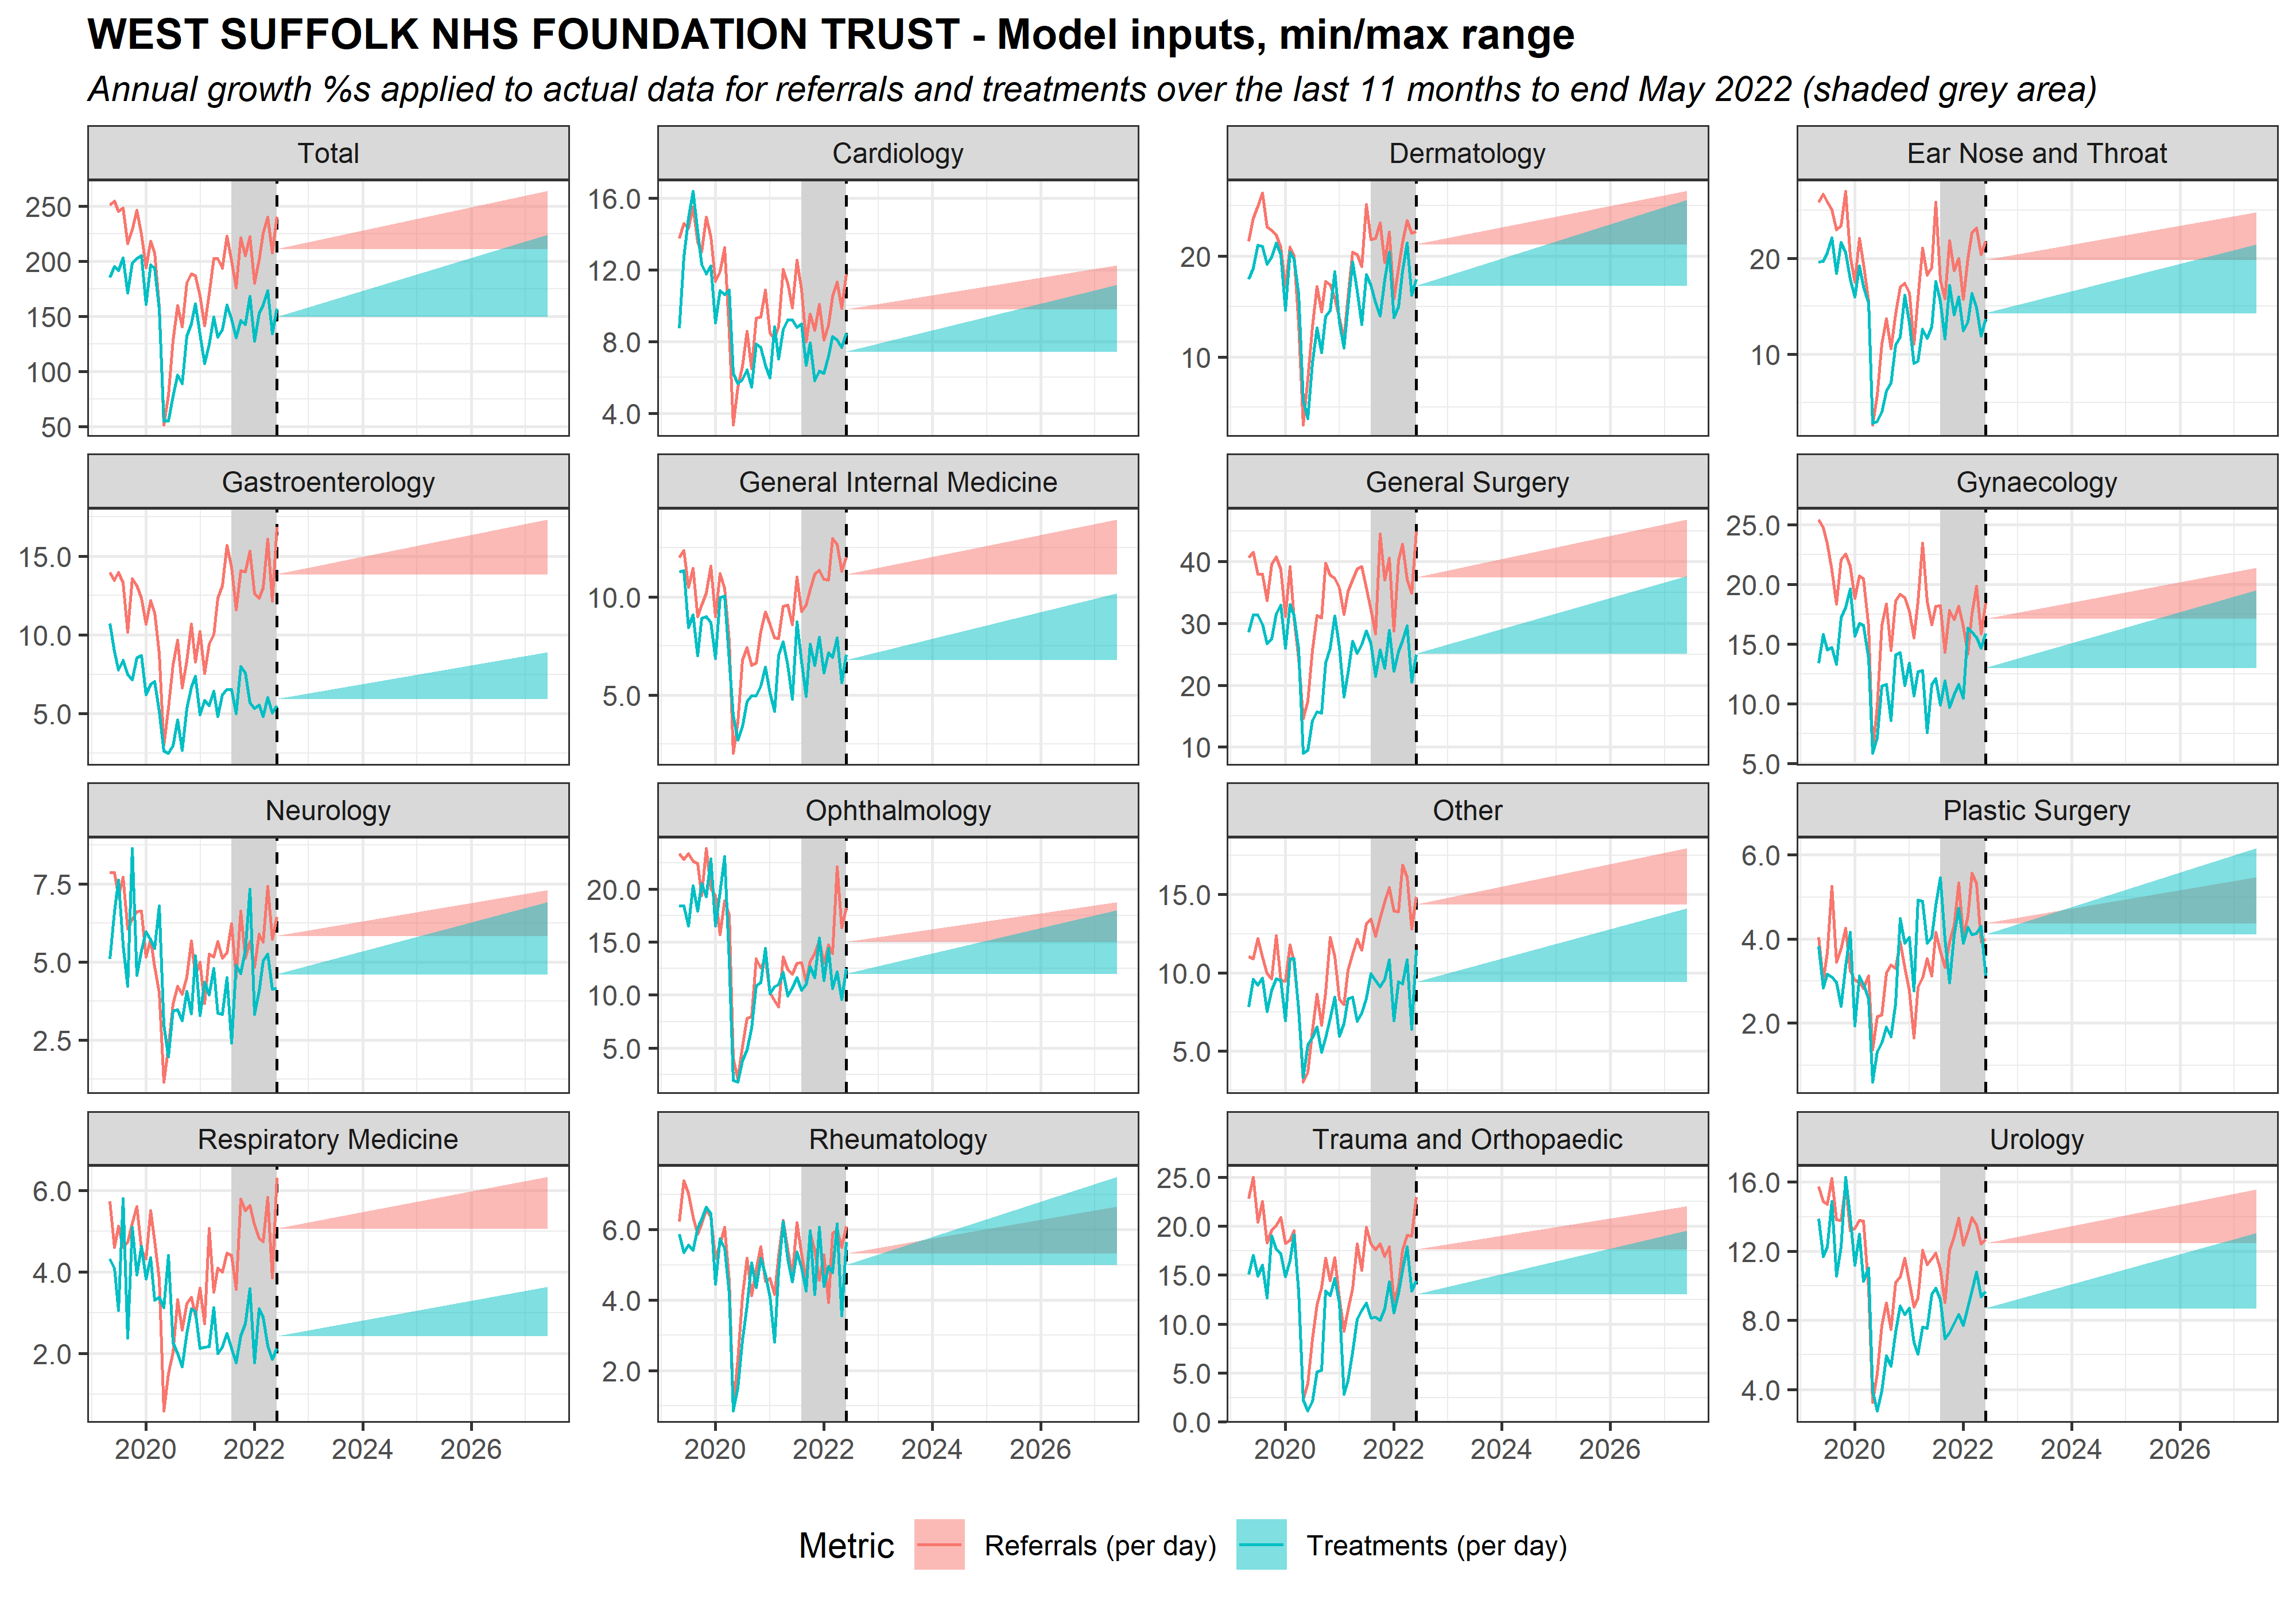 WEST SUFFOLK NHS FOUNDATION TRUST - Model inputs, min/max range
Annual growth %s applied to actual data for referrals and treatments over the last 11 months to end May 2022 (shaded grey area)
Total
Cardiology
Dermatology
Ear Nose and Throat
250
200
150
100
50
16.0
12.0
8.0
4.0
20
10
20
10
Gastroenterology
General Internal Medicine
General Surgery
Gynaecology
15.0
10.0
5.0
10.0
5.0
40
30
20
10
25.0
20.0
15.0
10.0
5.0
Neurology
Ophthalmology
Other
Plastic Surgery
7.5
5.0
2.5
20.0
15.0
10.0
5.0
15.0
10.0
5.0
6.0
4.0
2.0
Respiratory Medicine
Rheumatology
Trauma and Orthopaedic
Urology
6.0
4.0
2.0
6.0
4.0
2.0
25.0
20.0
15.0
10.0
5.0
0.0
16.0
12.0
8.0
4.0
2020 2022 2024 2026
2020 2022 2024 2026
2020 2022 2024 2026
2020 2022 2024 2026
Metric Referrals (per day) Treatments (per day)